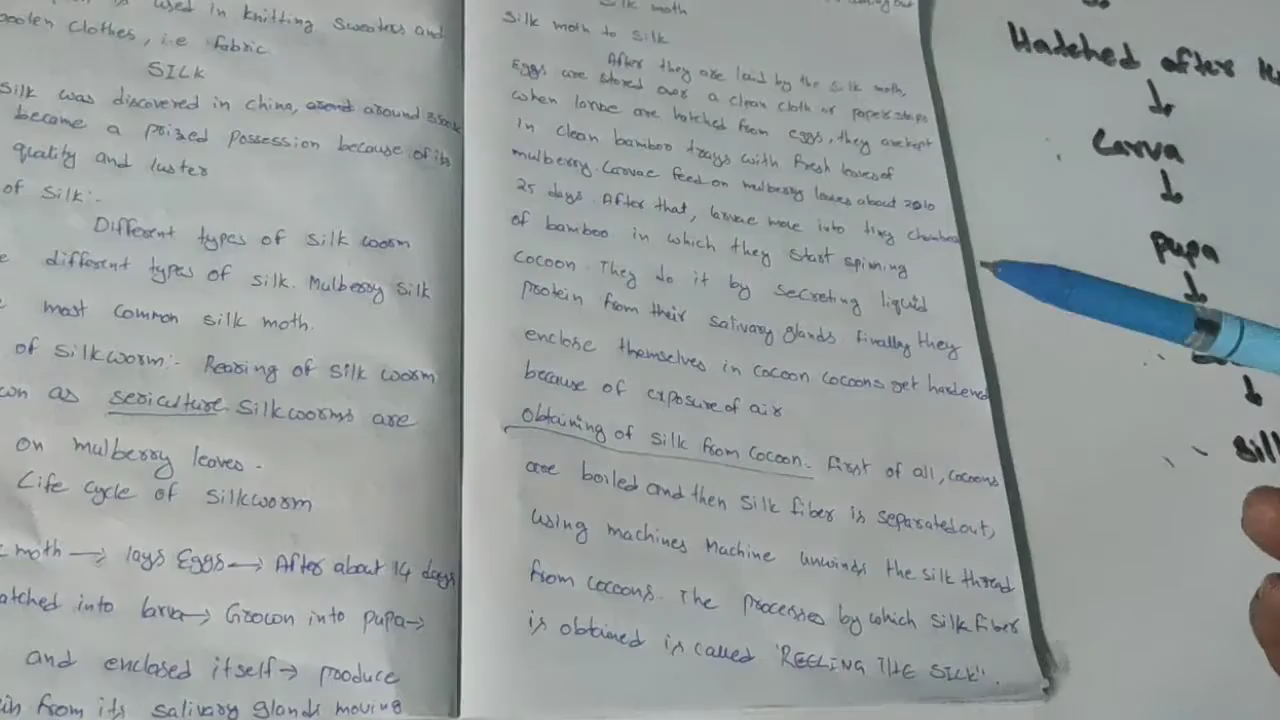 used in knitting sweaters and
clothes, i.e fabric
SILK
Silk was discovered in china, around
became a prized possession because of its
quality and luster
of Silk:-
Different types of silk worm
different types of silk. Mulberry silk
most common silk moth.
of silkworm:- Rearing of silk worm
as sericulture. Silkworms are
on mulberry leaves.
Life cycle of silkworm
moth → lays Eggs → After about 14 days
into larva → Grown into pupa →
and enclosed itself → produce
from its salivary glands moving
Silk moth
Silk moth to silk
After they are laid by the silk moth,
Eggs are stored over a clean cloth or paper strips
when larvae are hatched from eggs, they are kept
In clean bamboo trays with fresh leaves of
mulberry. Larvae feed on mulberry leaves about
25 days. After that, larvae move into tiny chambers
of bamboo in which they start spinning
cocoon. They do it by secreting liquid
protein from their salivary glands finally they
enclose themselves in cocoon cocoons get hardened
because of exposure of air
Obtaining of silk from cocoon. First of all, cocoons
are boiled and then silk fiber is separated out,
using machines Machine unwinds the silk thread
from cocoons. The processes by which silk fiber
is obtained is called 'REELING THE SILK".
Hatched after
Larva
pupa